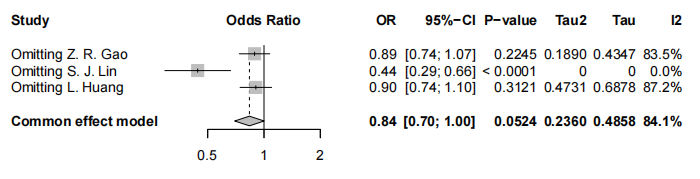 Study Odds Ratio OR 95%−CI P−value Tau2 Tau I2
Omitting Z. R. Gao 0.89 [0.74; 1.07] 0.2245 0.1890 0.4347 83.5%
Omitting S. J. Lin 0.44 [0.29; 0.66] < 0.0001 0 0 0.0%
Omitting L. Huang 0.90 [0.74; 1.10] 0.3121 0.4731 0.6878 87.2%
Common effect model 0.84 [0.70; 1.00] 0.0524 0.2360 0.4858 84.1%
0.5 1 2